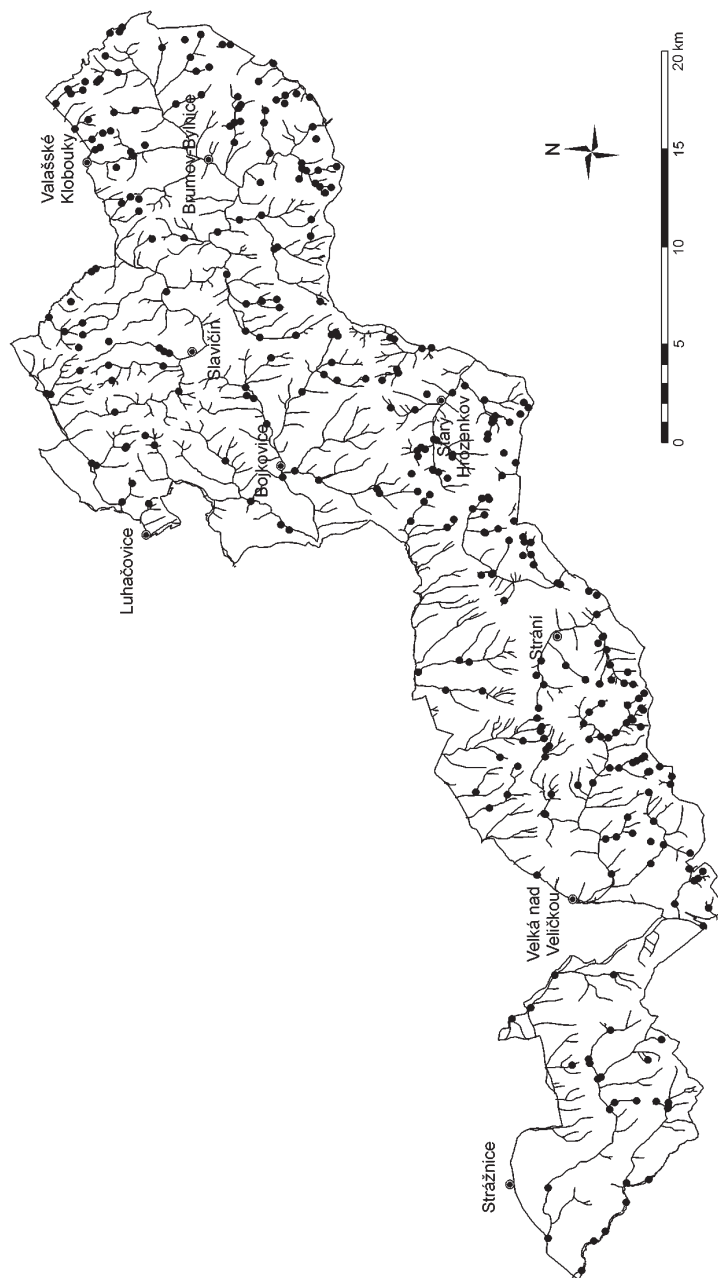 Valašské
Klobouky
Brumov-Bylnice
Slavičín
Luhačovice
Bojkovice
Starý
Hrozenkov
Strání
Velká nad
Veličkou
Strážnice
N
0 5 10 15 20 km